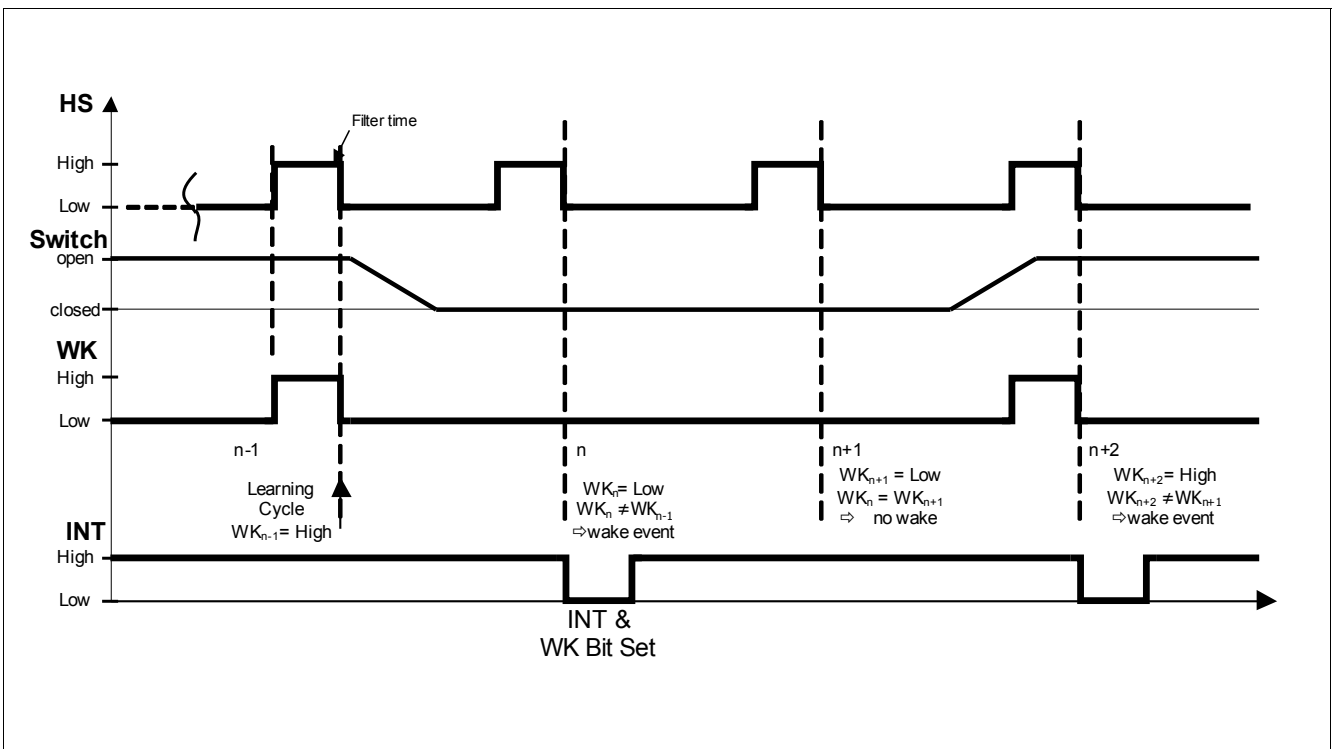 HS
Filter time
High
Low
Switch
open
closed
WK
High
Low
n-1
n
n+1
n+2
Learning
Cycle
WKn-1= High
WKn= Low
WKn ≠WKn-1
⇨wake event
WKn+1 = Low
WKn = WKn+1
⇨ no wake
WKn+2 = High
WKn+2 ≠WKn+1
⇨wake event
INT
High
Low
INT &
WK Bit Set